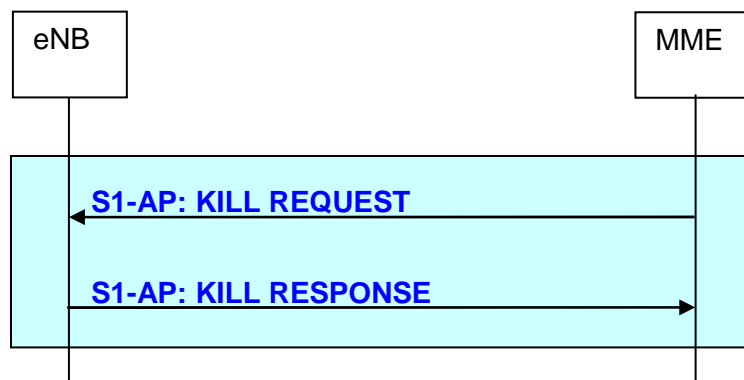 eNB
MME
S1-AP: KILL REQUEST
S1-AP: KILL RESPONSE